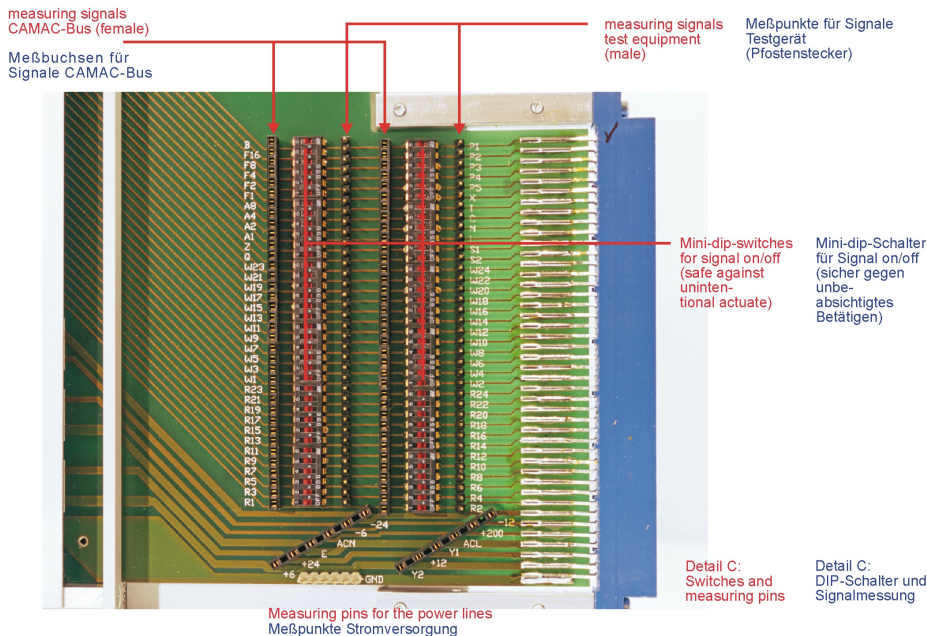 measuring signals
CAMAC-Bus (female)
Meßbuchsen für
Signale CAMAC-Bus
measuring signals
test equipment
(male)
Meßpunkte für Signale
Testgerät
(Pfostenstecker)
B
F16
F8
F4
F2
F1
A8
A4
A2
A1
Z
Q
W23
W21
W19
W17
W15
W13
W11
W9
W7
W5
W3
W1
R23
R21
R19
R17
R15
R13
R11
R9
R7
R5
R3
R1
P1
P2
P3
P4
P5
X
I
C
N
L
S1
S2
W24
W22
W20
W18
W16
W14
W12
W10
W8
W6
W4
W2
R24
R22
R20
R18
R16
R14
R12
R10
R8
R6
R4
R2
-24
-6
ACN
E
+24
+6
GND
-12
+200
ACL
Y1
+12
Y2
Mini-dip-switches
for signal on/off
(safe against
uninten-
tional actuate)
Mini-dip-Schalter
für Signal on/off
(sicher gegen
unbe-
absichtigtes
Betätigen)
Detail C:
Switches and
measuring pins
Detail C:
DIP-Schalter und
Signalmessung
Measuring pins for the power lines
Meßpunkte Stromversorgung